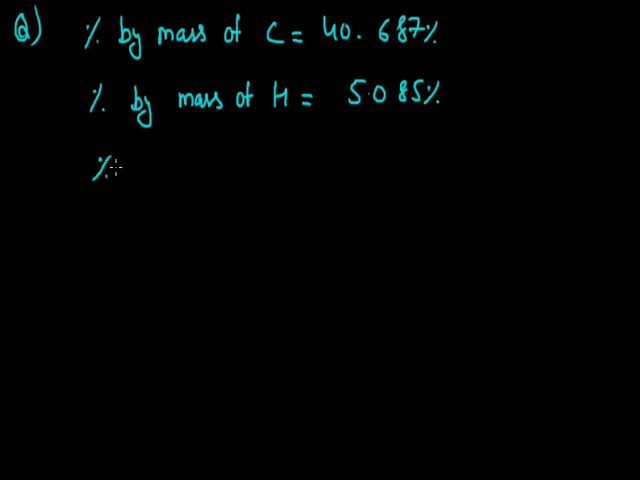 Q) % by mass of C = 40.687%
% by mass of H = 5.085%
%